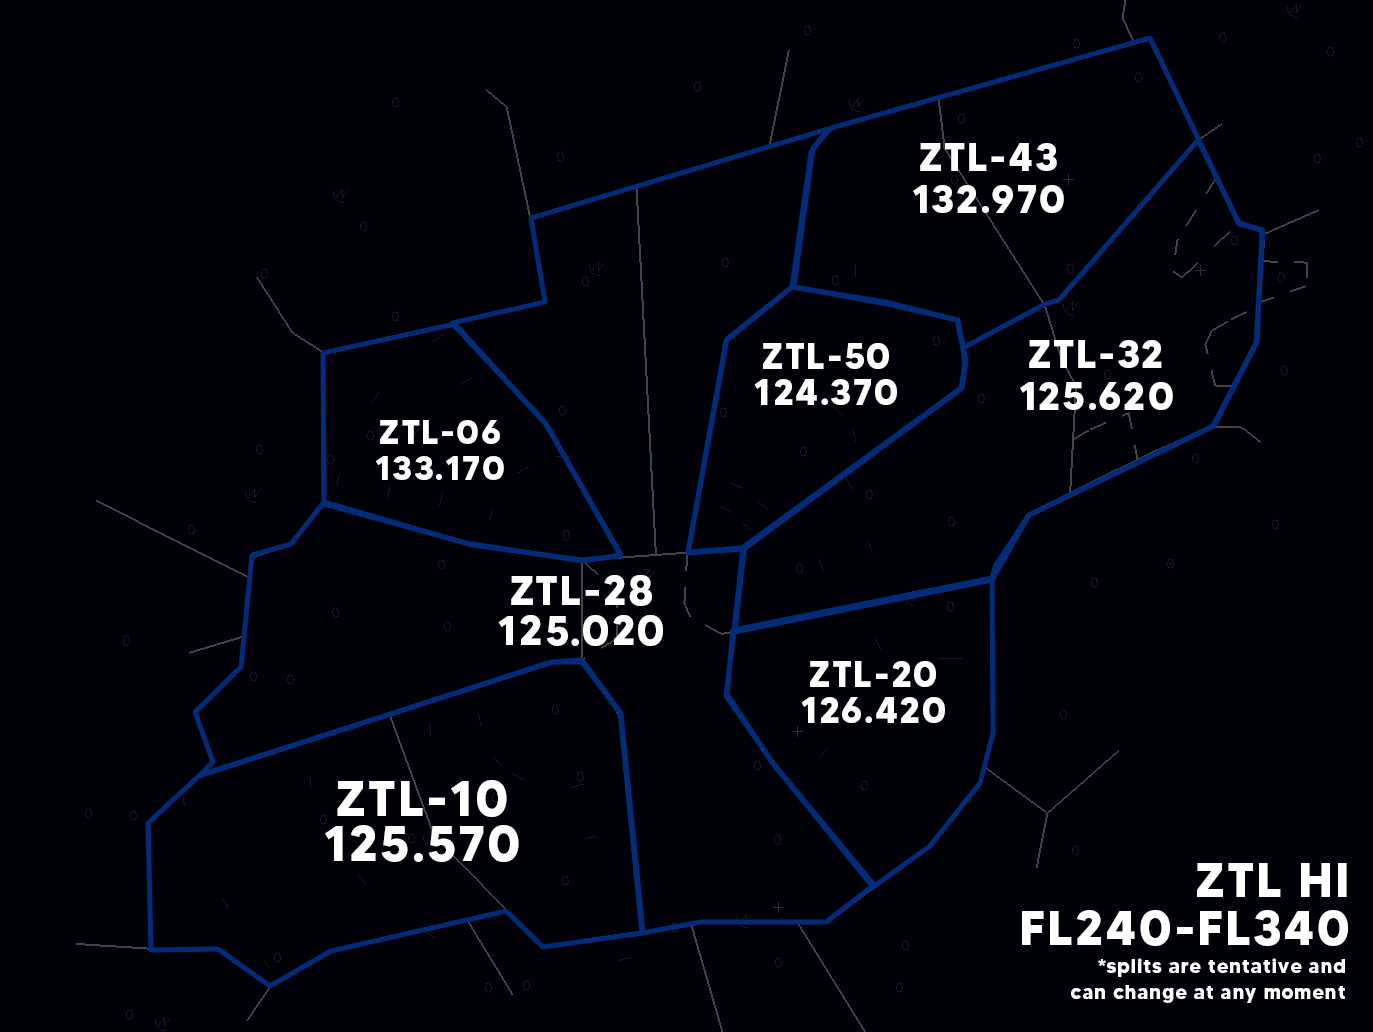 ZTL-43
132.970
ZTL-50
124.370
ZTL-32
125.620
ZTL-06
133.170
ZTL-28
125.020
ZTL-20
126.420
ZTL-10
125.570
ZTL HI
FL240-FL340
*splits are tentative and
can change at any moment